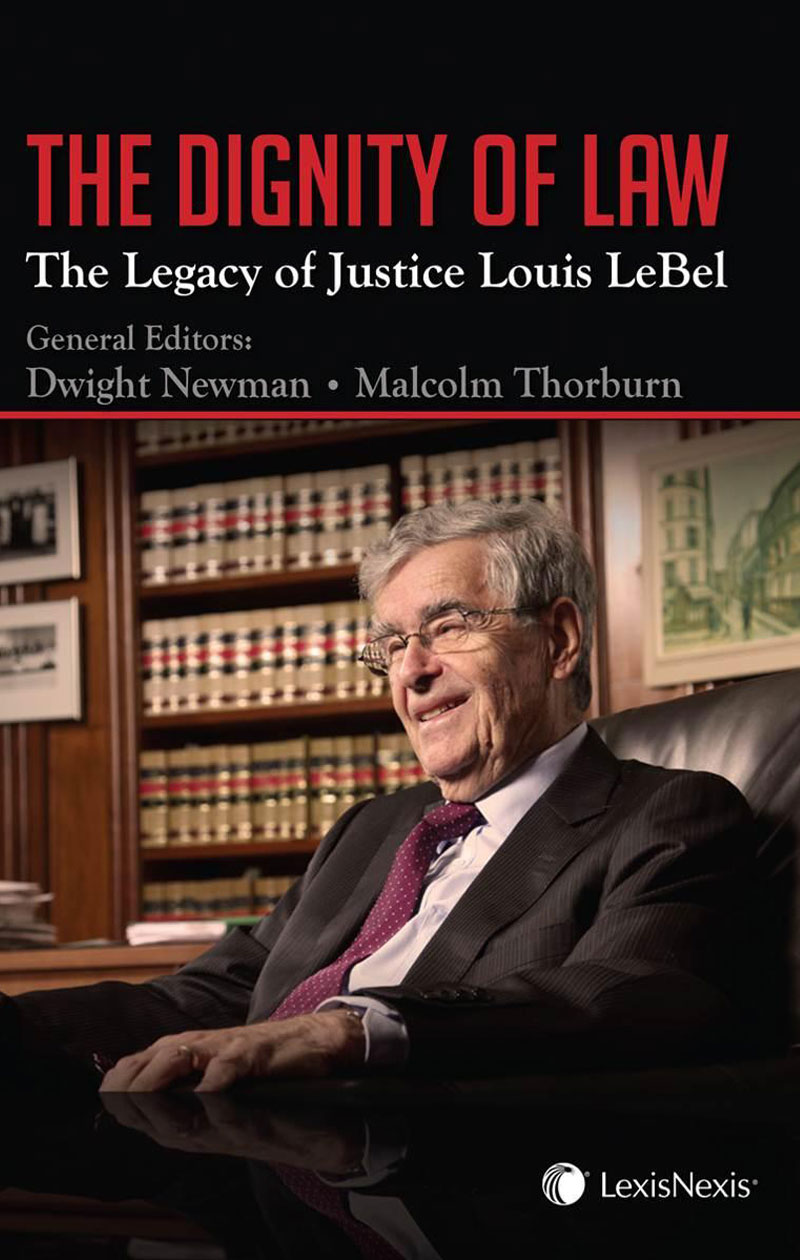 THE DIGNITY OF LAW
The Legacy of Justice Louis LeBel
General Editors:
Dwight Newman • Malcolm Thorburn
LexisNexis®